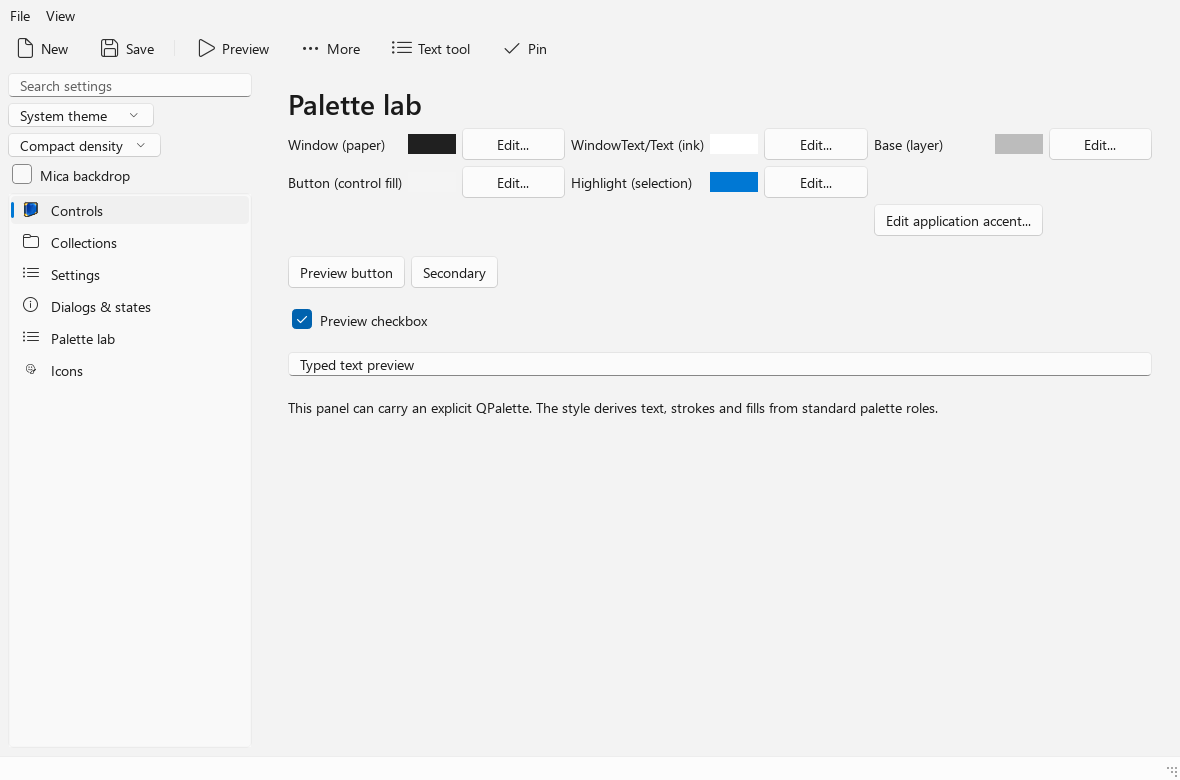 File View
New Save Preview More Text tool Pin
Search settings
System theme
Compact density
Mica backdrop
Controls
Collections
Settings
Dialogs & states
Palette lab
Icons
Palette lab
Window (paper) Edit... WindowText/Text (ink) Edit... Base (layer) Edit...
Button (control fill) Edit... Highlight (selection) Edit...
Edit application accent...
Preview button Secondary
Preview checkbox
Typed text preview
This panel can carry an explicit QPalette. The style derives text, strokes and fills from standard palette roles.